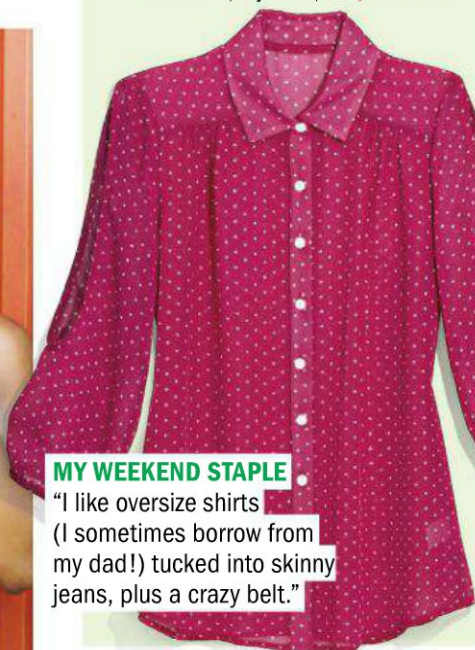 MY WEEKEND STAPLE
“I like oversize shirts
(I sometimes borrow from
my dad!) tucked into skinny
jeans, plus a crazy belt.”